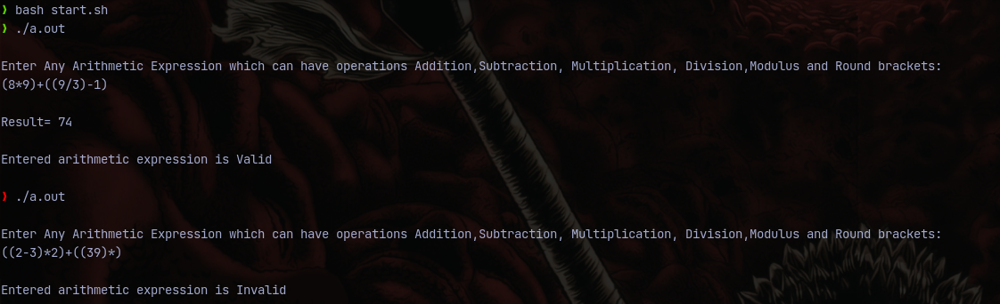 ❯ bash start.sh
❯ ./a.out
Enter Any Arithmetic Expression which can have operations Addition,Subtraction, Multiplication, Division,Modulus and Round brackets:
(8*9)+((9/3)-1)
Result= 74
Entered arithmetic expression is Valid
❯ ./a.out
Enter Any Arithmetic Expression which can have operations Addition,Subtraction, Multiplication, Division,Modulus and Round brackets:
((2-3)*2)+((39)*)
Entered arithmetic expression is Invalid